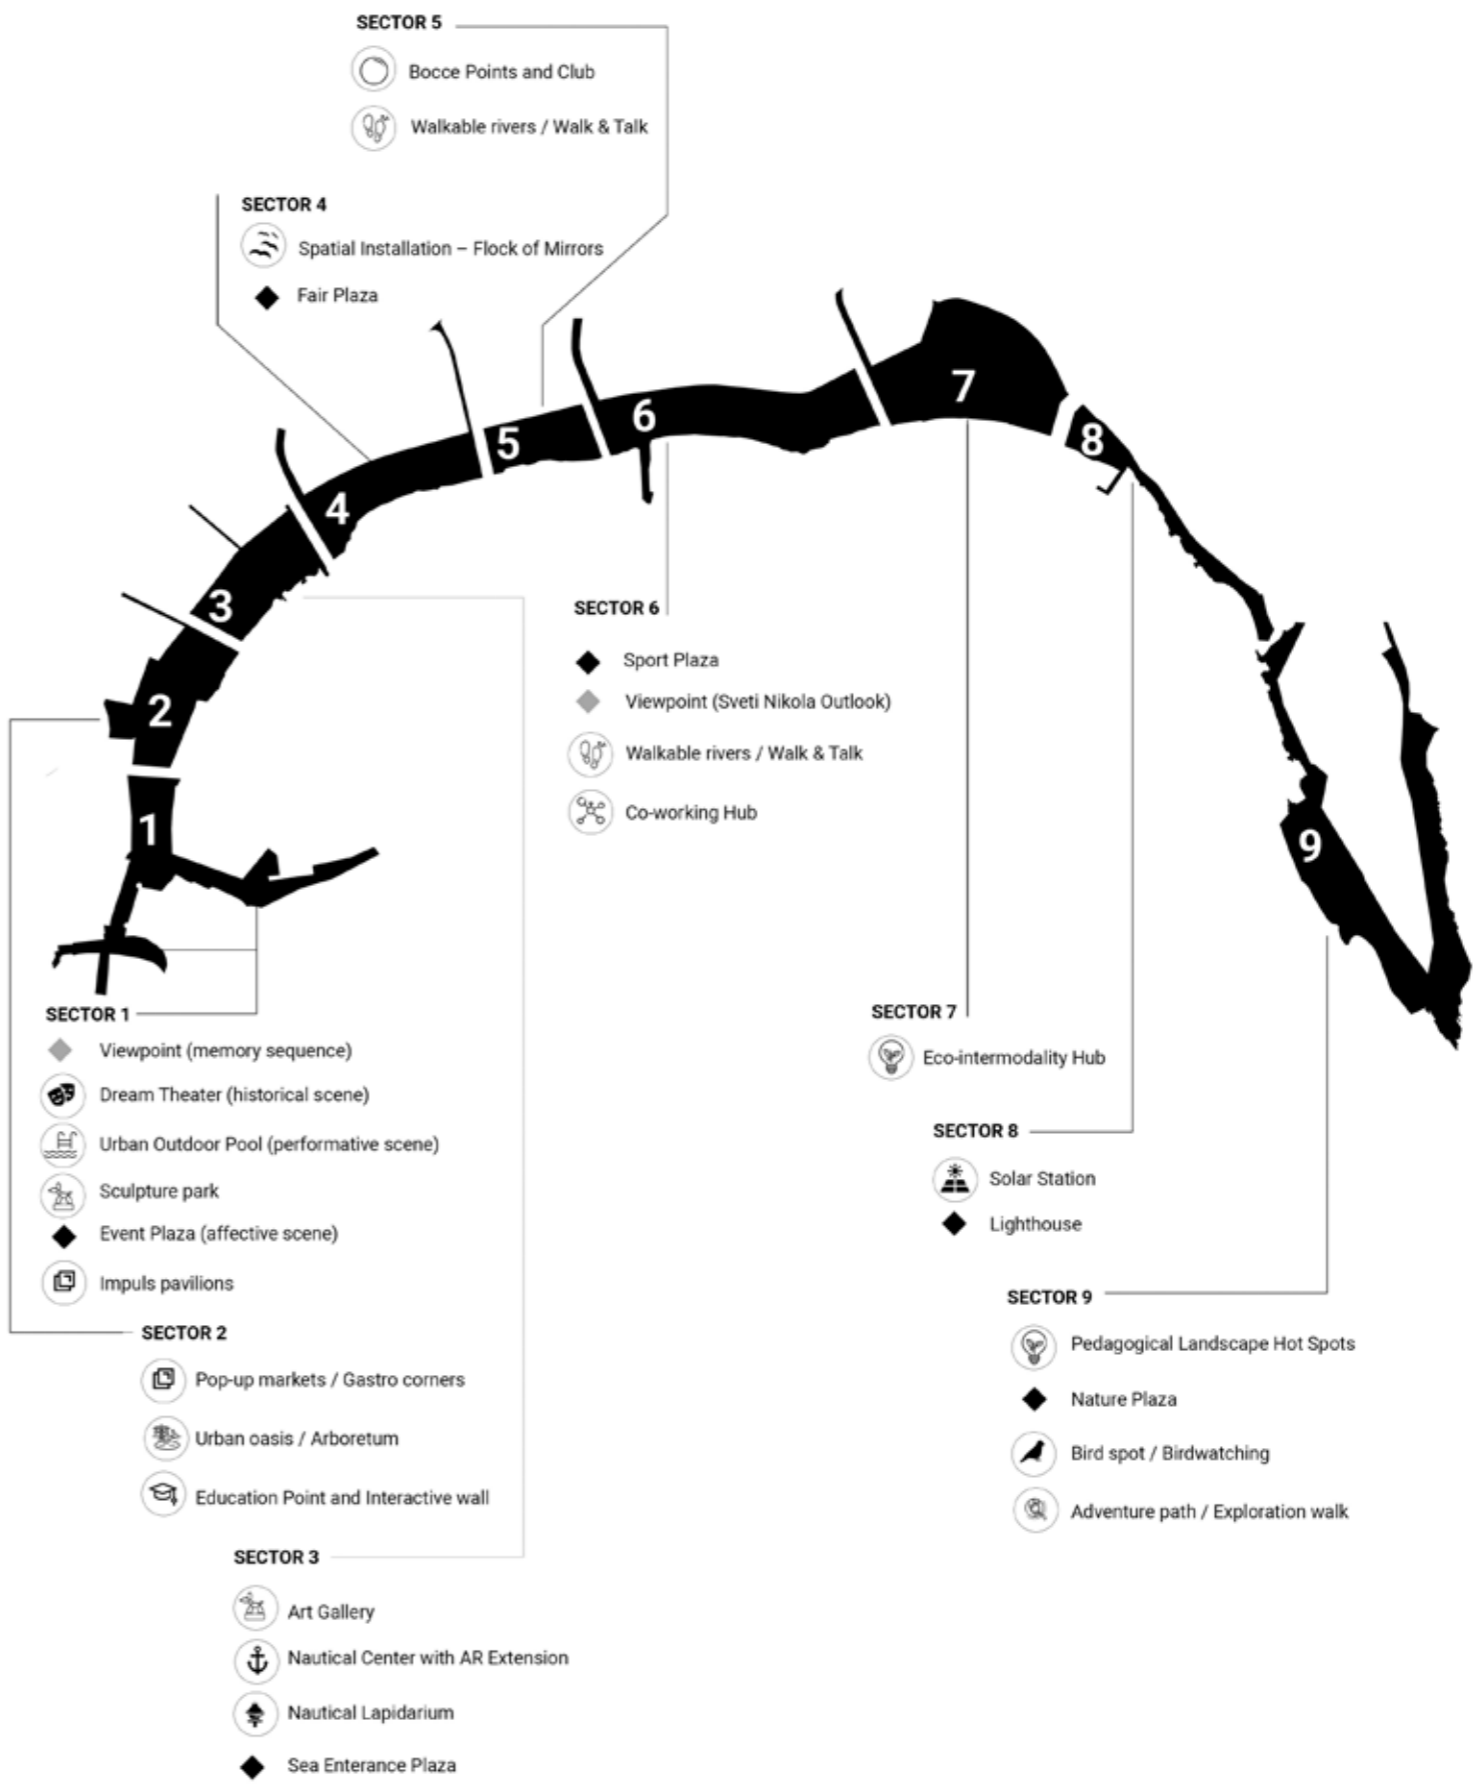 SECTOR 5
Bocce Points and Club
Walkable rivers / Walk & Talk
SECTOR 4
Spatial Installation – Flock of Mirrors
Fair Plaza
1
2
3
4
5
6
7
8
9
SECTOR 6
Sport Plaza
Viewpoint (Sveti Nikola Outlook)
Walkable rivers / Walk & Talk
Co-working Hub
SECTOR 1
Viewpoint (memory sequence)
Dream Theater (historical scene)
Urban Outdoor Pool (performative scene)
Sculpture park
Event Plaza (affective scene)
Impuls pavilions
SECTOR 2
Pop-up markets / Gastro corners
Urban oasis / Arboretum
Education Point and Interactive wall
SECTOR 3
Art Gallery
Nautical Center with AR Extension
Nautical Lapidarium
Sea Enterance Plaza
SECTOR 7
Eco-intermodality Hub
SECTOR 8
Solar Station
Lighthouse
SECTOR 9
Pedagogical Landscape Hot Spots
Nature Plaza
Bird spot / Birdwatching
Adventure path / Exploration walk